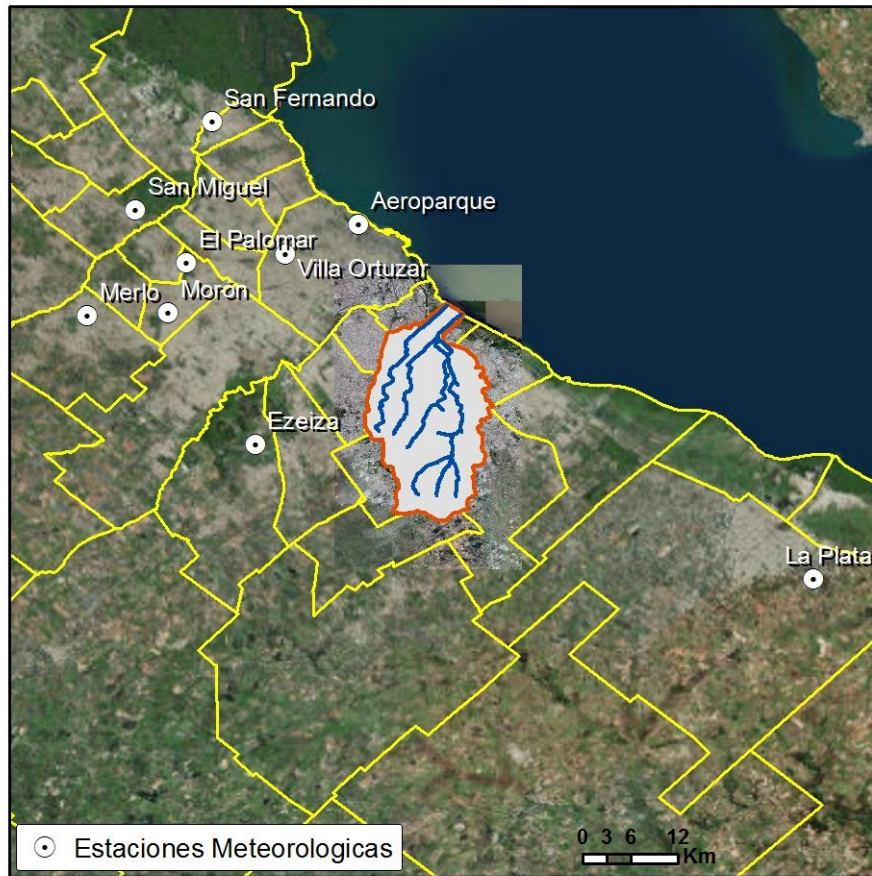 San Fernando
San Miguel
Aeroparque
El Palomar
Villa Ortuzar
Merlo
Moron
Ezeiza
La Plata
Estaciones Meteorologicas
0 3 6 12
Km